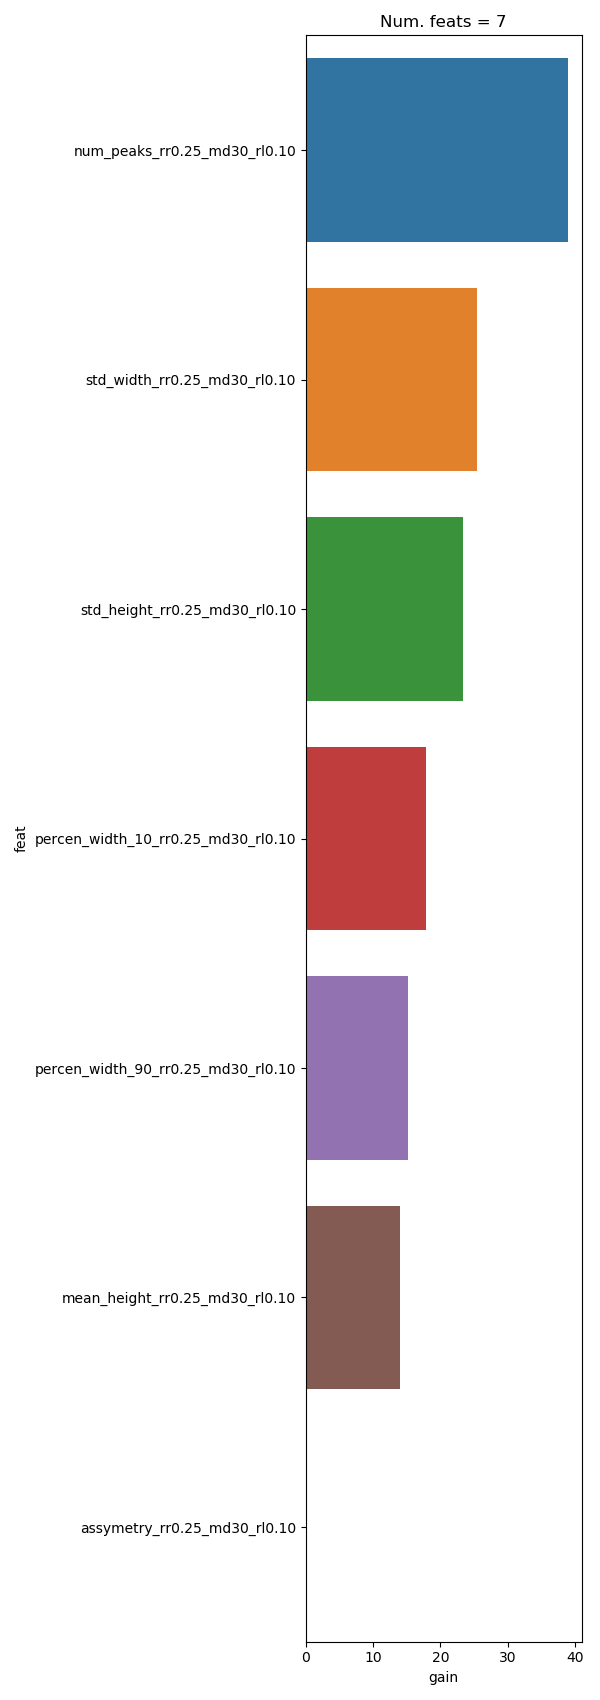 Num. feats = 7
num_peaks_rr0.25_md30_rl0.10
std_width_rr0.25_md30_rl0.10
std_height_rr0.25_md30_rl0.10
percen_width_10_rr0.25_md30_rl0.10
feat
percen_width_90_rr0.25_md30_rl0.10
mean_height_rr0.25_md30_rl0.10
assymetry_rr0.25_md30_rl0.10
0 10 20 30 40
gain